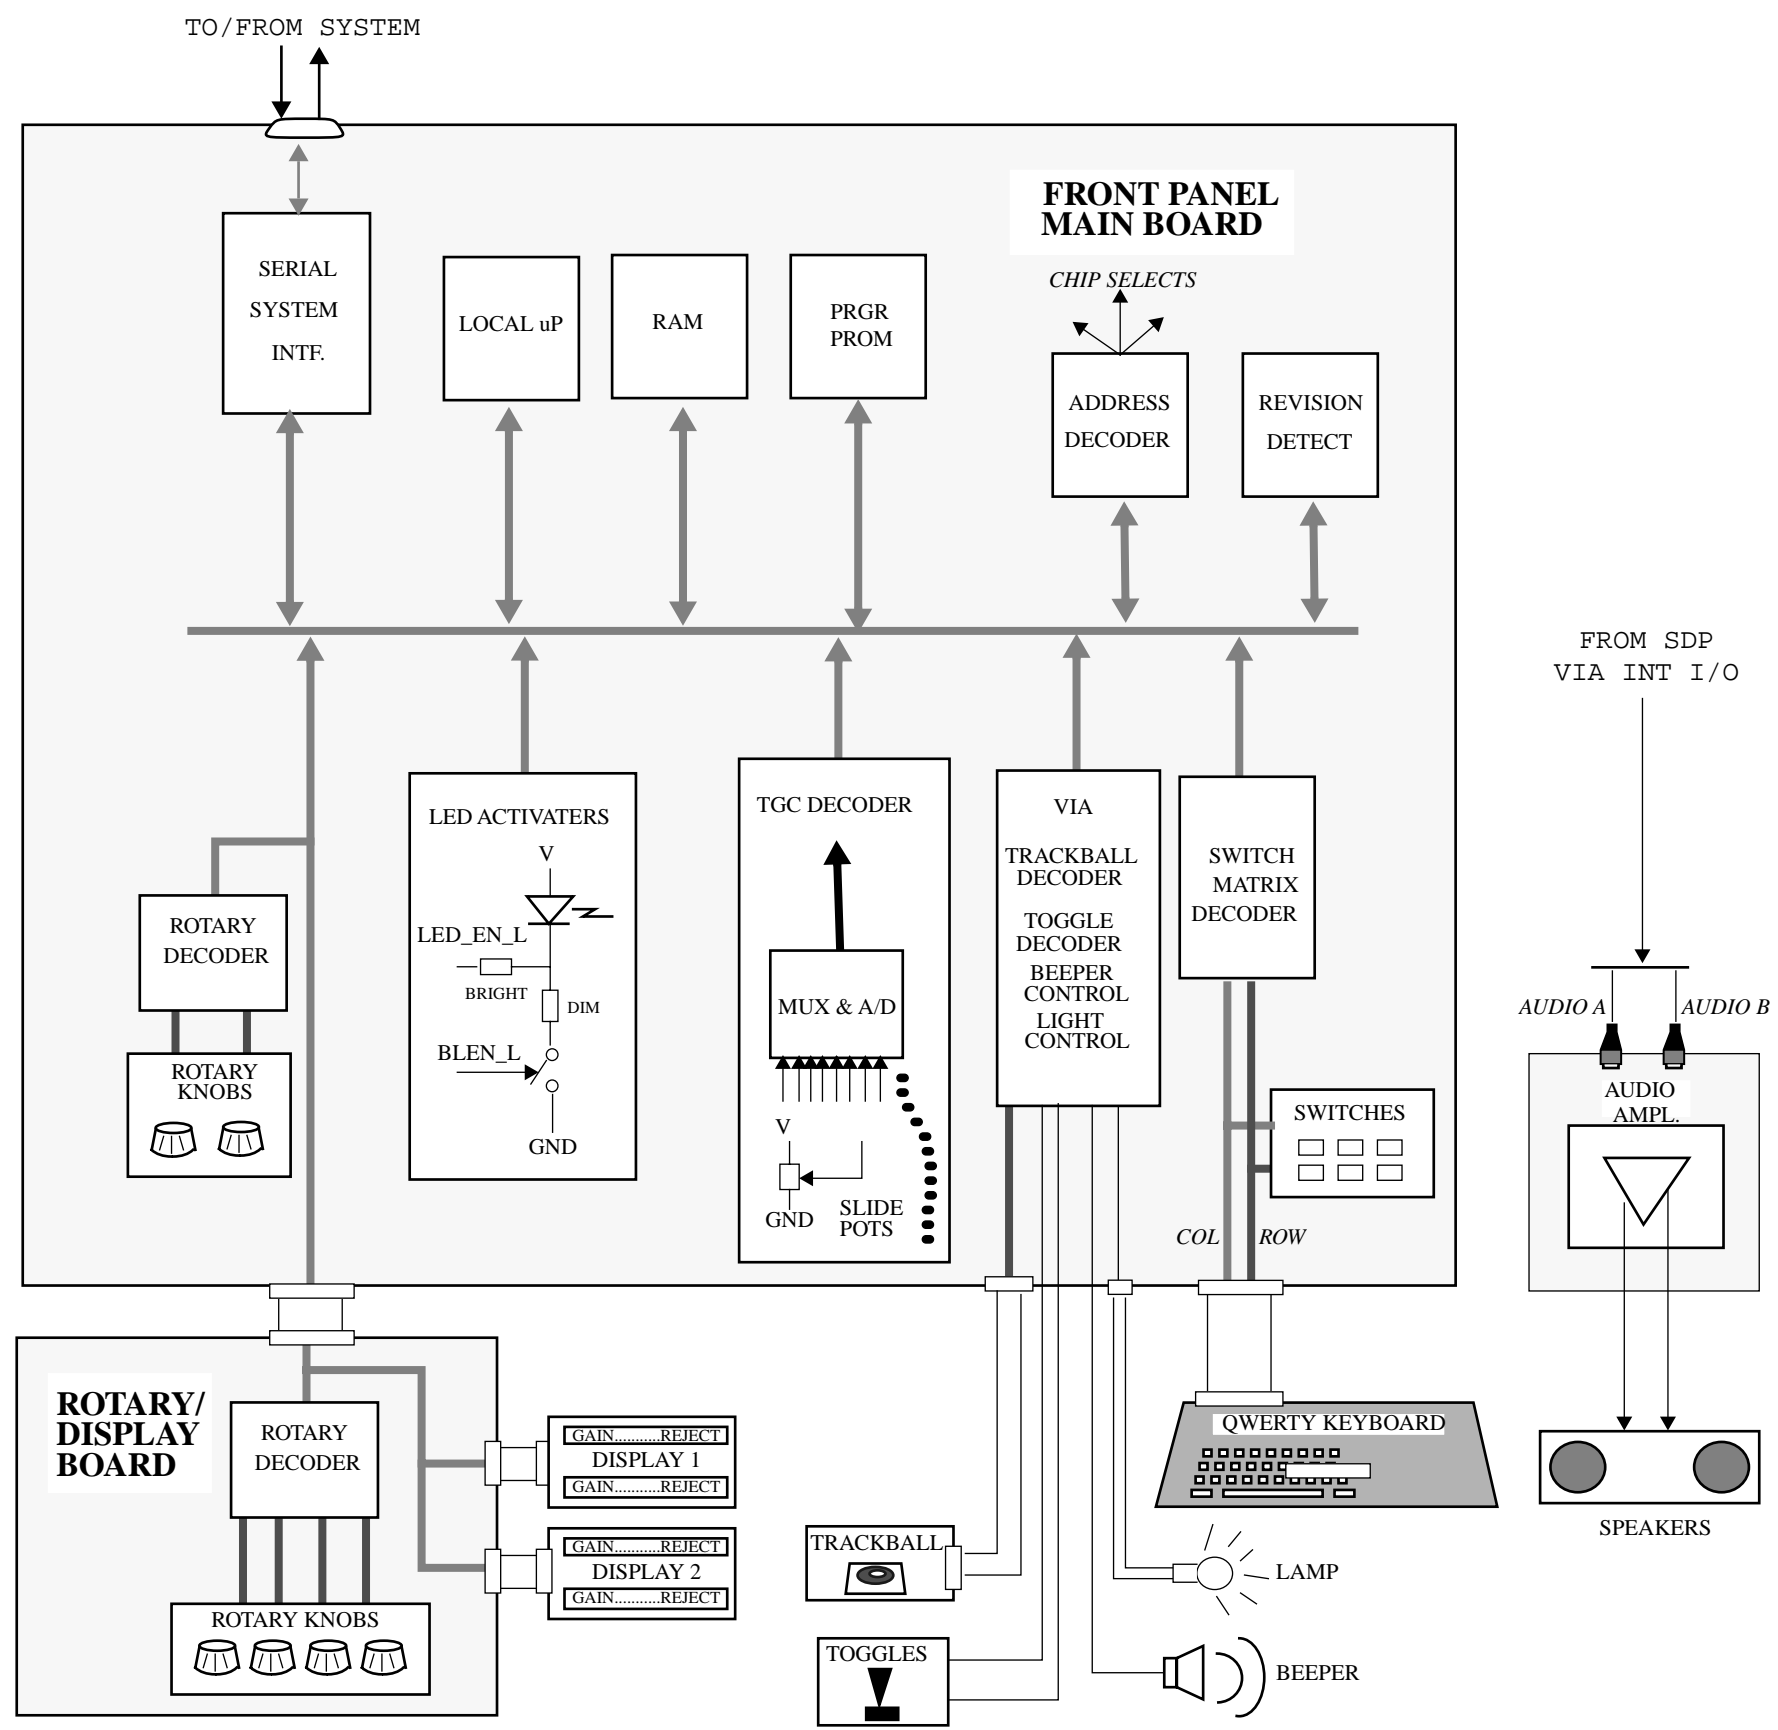 TO/FROM SYSTEM
FRONT PANEL
MAIN BOARD
SERIAL
SYSTEM
INTF.
LOCAL uP
RAM
PRGR
PROM
CHIP SELECTS
ADDRESS
DECODER
REVISION
DETECT
FROM SDP
VIA INT I/O
ROTARY
DECODER
ROTARY
KNOBS
LED ACTIVATERS
V
LED_EN_L
BRIGHT
DIM
BLEN_L
GND
TGC DECODER
MUX & A/D
V
GND
SLIDE
POTS
VIA
TRACKBALL
DECODER
TOGGLE
DECODER
BEEPER
CONTROL
LIGHT
CONTROL
SWITCH
MATRIX
DECODER
SWITCHES
COL
ROW
AUDIO A
AUDIO B
AUDIO
AMPL.
ROTARY/
DISPLAY
BOARD
ROTARY
DECODER
ROTARY KNOBS
GAIN...........REJECT
DISPLAY 1
GAIN...........REJECT
GAIN...........REJECT
DISPLAY 2
GAIN...........REJECT
TRACKBALL
TOGGLES
QWERTY KEYBOARD
LAMP
BEEPER
SPEAKERS